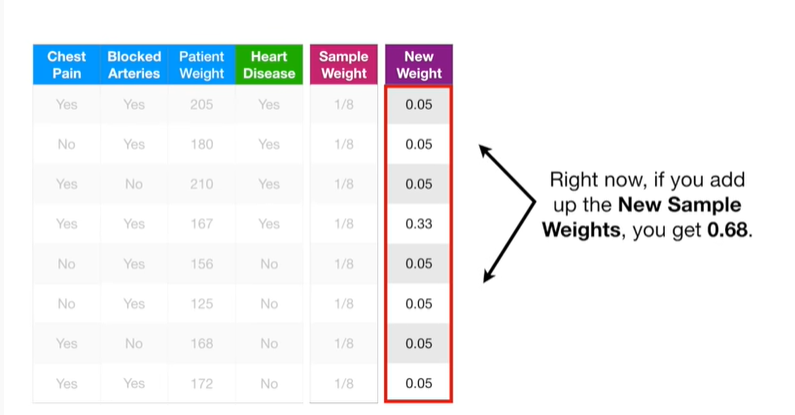 Chest Pain Blocked Arteries Patient Weight Heart Disease Sample Weight New Weight
Yes Yes 205 Yes 1/8 0.05
No Yes 180 Yes 1/8 0.05
Yes No 210 Yes 1/8 0.05
Yes Yes 167 Yes 1/8 0.33
No Yes 156 No 1/8 0.05
No Yes 125 No 1/8 0.05
Yes No 168 No 1/8 0.05
Yes Yes 172 No 1/8 0.05
Right now, if you add
up the New Sample
Weights, you get 0.68.